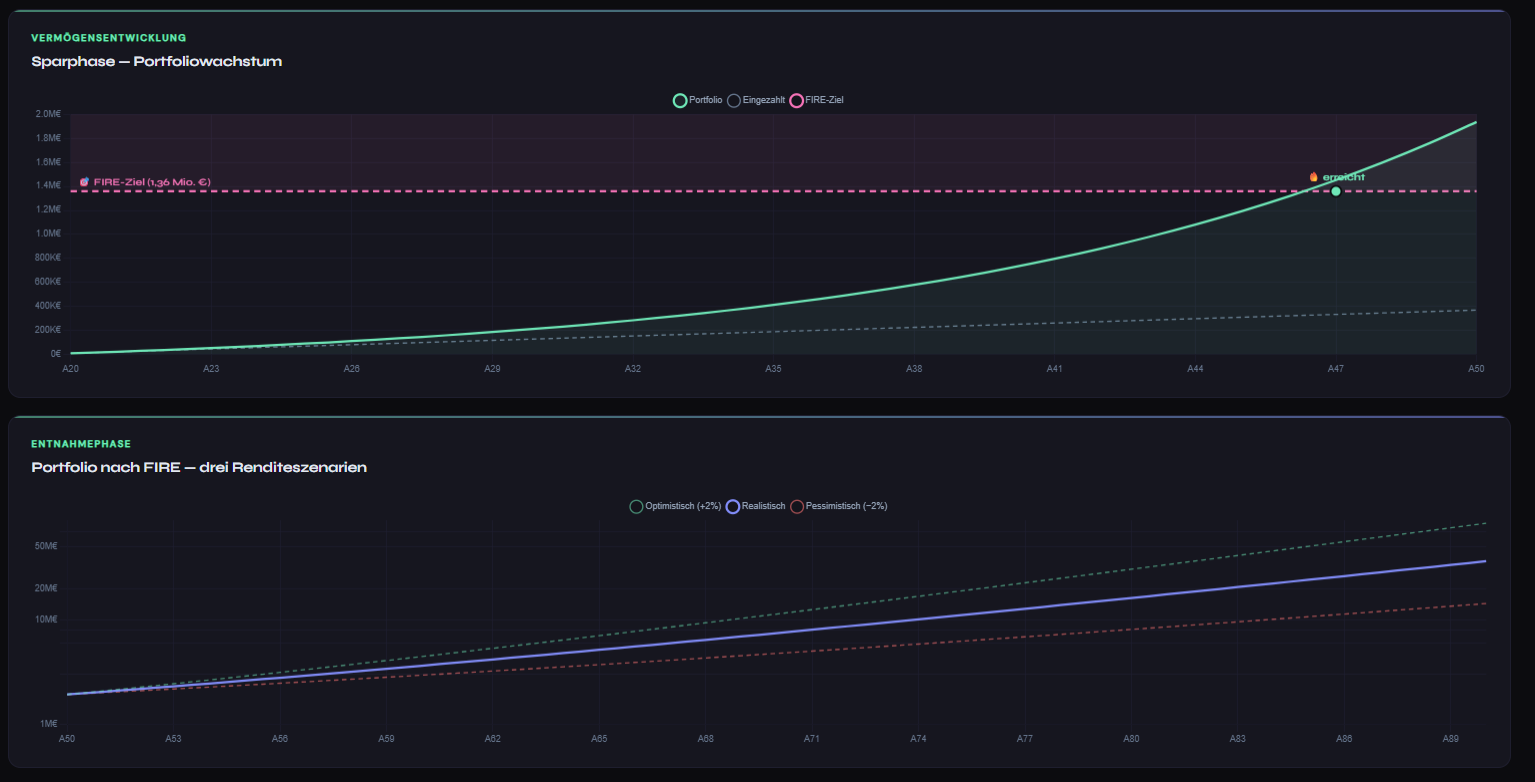 VERMÖGENSENTWICKLUNG
Sparphase — Portfoliowachstum
Portfolio Eingezahlt FIRE-Ziel
2.0M€
1.8M€
1.6M€
1.4M€
1.2M€
1.0M€
800K€
600K€
400K€
200K€
0€
🎯 FIRE-Ziel (1,36 Mio. €)
🔥 erreicht
A20 A23 A26 A29 A32 A35 A38 A41 A44 A47 A50
ENTNAHMEPHASE
Portfolio nach FIRE — drei Renditeszenarien
Optimistisch (+2%) Realistisch Pessimistisch (−2%)
50M€
20M€
10M€
1M€
A50 A53 A56 A59 A62 A65 A68 A71 A74 A77 A80 A83 A86 A89